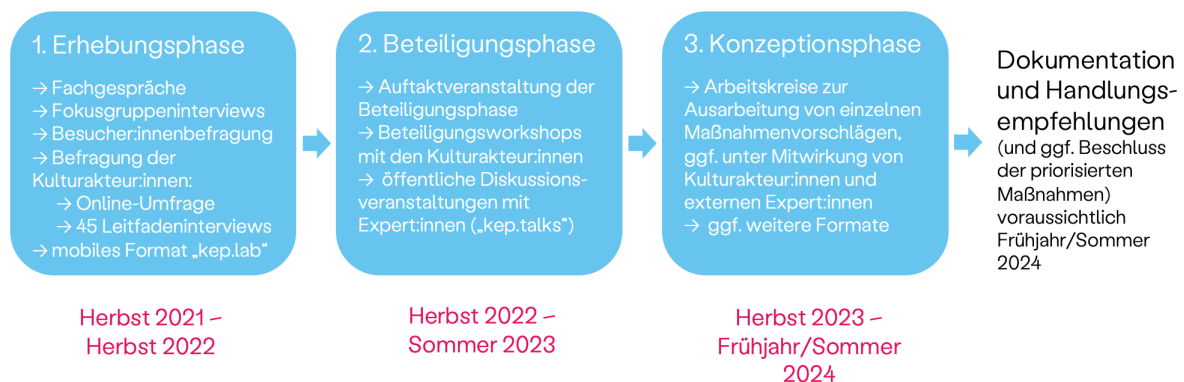 1. Erhebungsphase
→ Fachgespräche
→ Fokusgruppeninterviews
→ Besucher:innenbefragung
→ Befragung der
Kulturakteur:innen:
→ Online-Umfrage
→ 45 Leitfadeninterviews
→ mobiles Format „kep.lab“
Herbst 2021 –
Herbst 2022
2. Beteiligungsphase
→ Auftaktveranstaltung der
Beteiligungsphase
→ Beteiligungsworkshops
mit den Kulturakteur:innen
→ öffentliche Diskussions-
veranstaltungen mit
Expert:innen („kep.talks“)
Herbst 2022 –
Sommer 2023
3. Konzeptionsphase
→ Arbeitskreise zur
Ausarbeitung von einzelnen
Maßnahmenvorschlägen,
ggf. unter Mitwirkung von
Kulturakteur:innen und
externen Expert:innen
→ ggf. weitere Formate
Herbst 2023 –
Frühjahr/Sommer
2024
Dokumentation
und Handlungs-
empfehlungen
(und ggf. Beschluss
der priorisierten
Maßnahmen)
voraussichtlich
Frühjahr/Sommer
2024